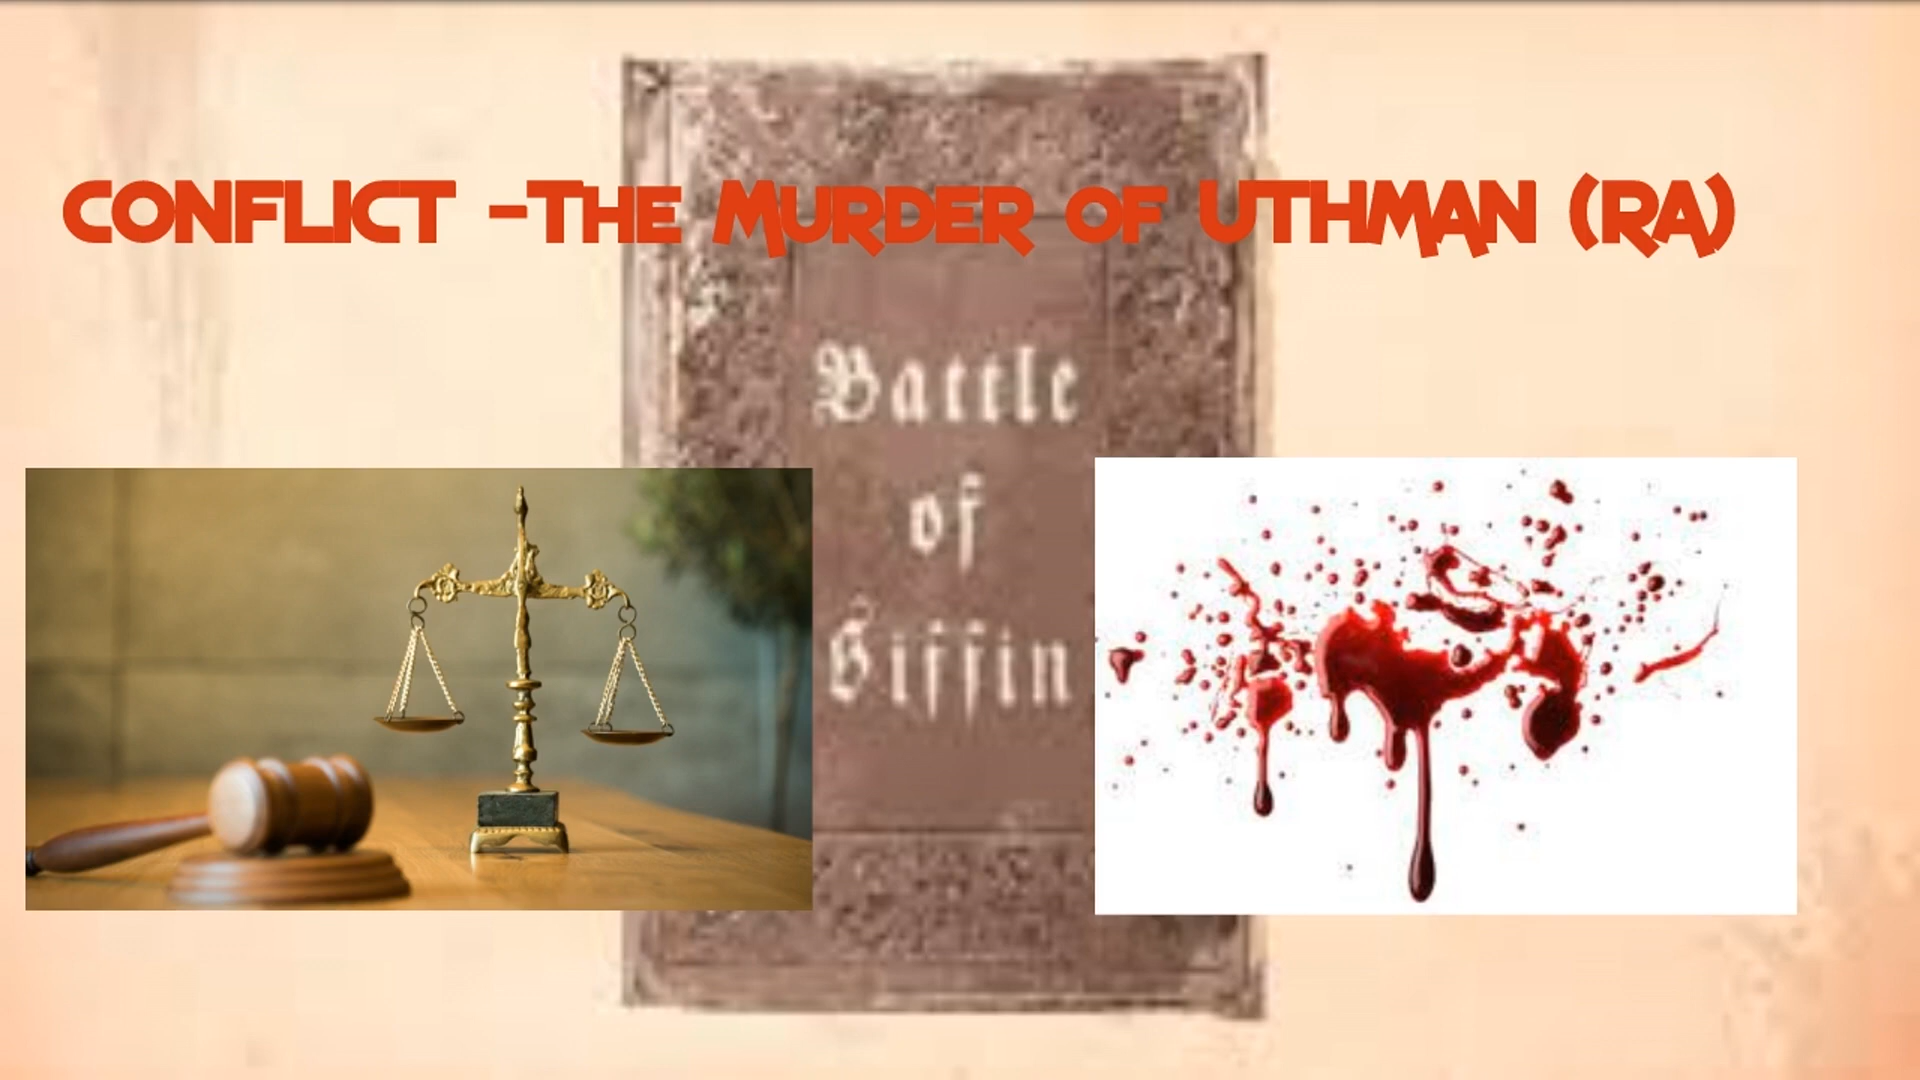 CONFLICT -THE MURDER OF UTHMAN (RA)
Battle
of
Siffin